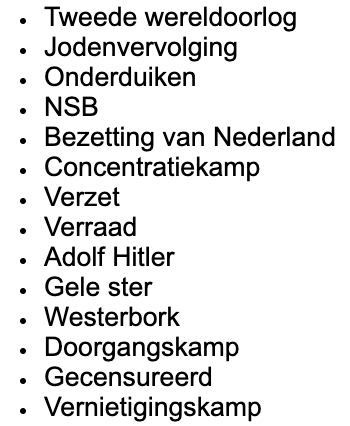 • Tweede wereldoorlog
• Jodenvervolging
• Onderduiken
• NSB
• Bezetting van Nederland
• Concentratiekamp
• Verzet
• Verraad
• Adolf Hitler
• Gele ster
• Westerbork
• Doorgangskamp
• Gecensureerd
• Vernietigingskamp